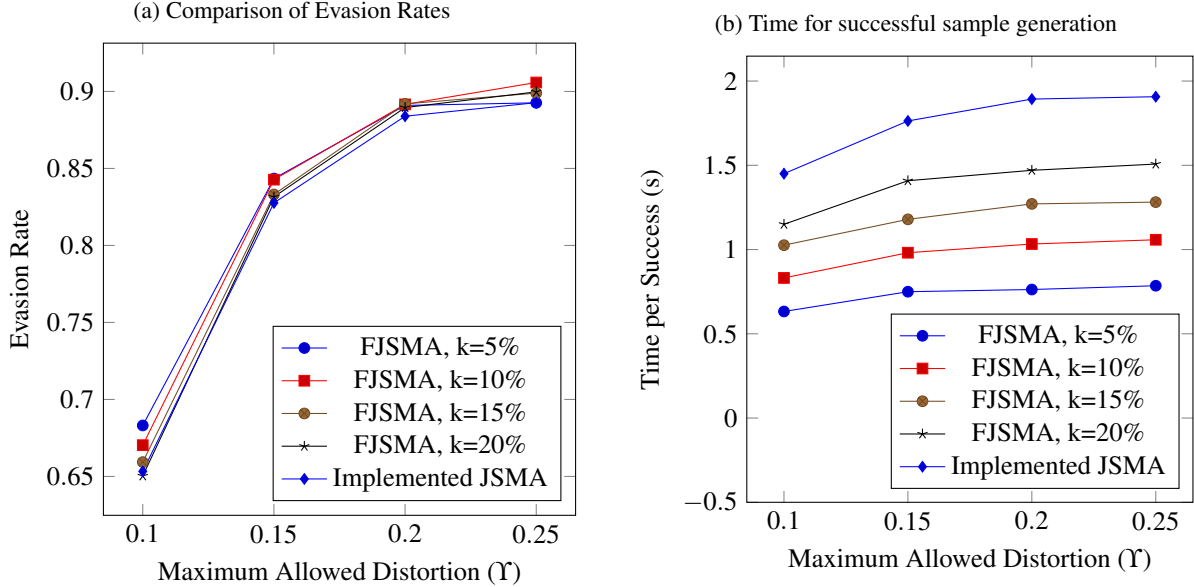 (a) Comparison of Evasion Rates
0.9
0.85
0.8
0.75
0.7
0.65
Evasion Rate
FJSMA, k=5%
FJSMA, k=10%
FJSMA, k=15%
FJSMA, k=20%
Implemented JSMA
0.1 0.15 0.2 0.25
Maximum Allowed Distortion (ϒ)
(b) Time for successful sample generation
2
1.5
1
0.5
0
−0.5
Time per Success (s)
FJSMA, k=5%
FJSMA, k=10%
FJSMA, k=15%
FJSMA, k=20%
Implemented JSMA
0.1 0.15 0.2 0.25
Maximum Allowed Distortion (ϒ)